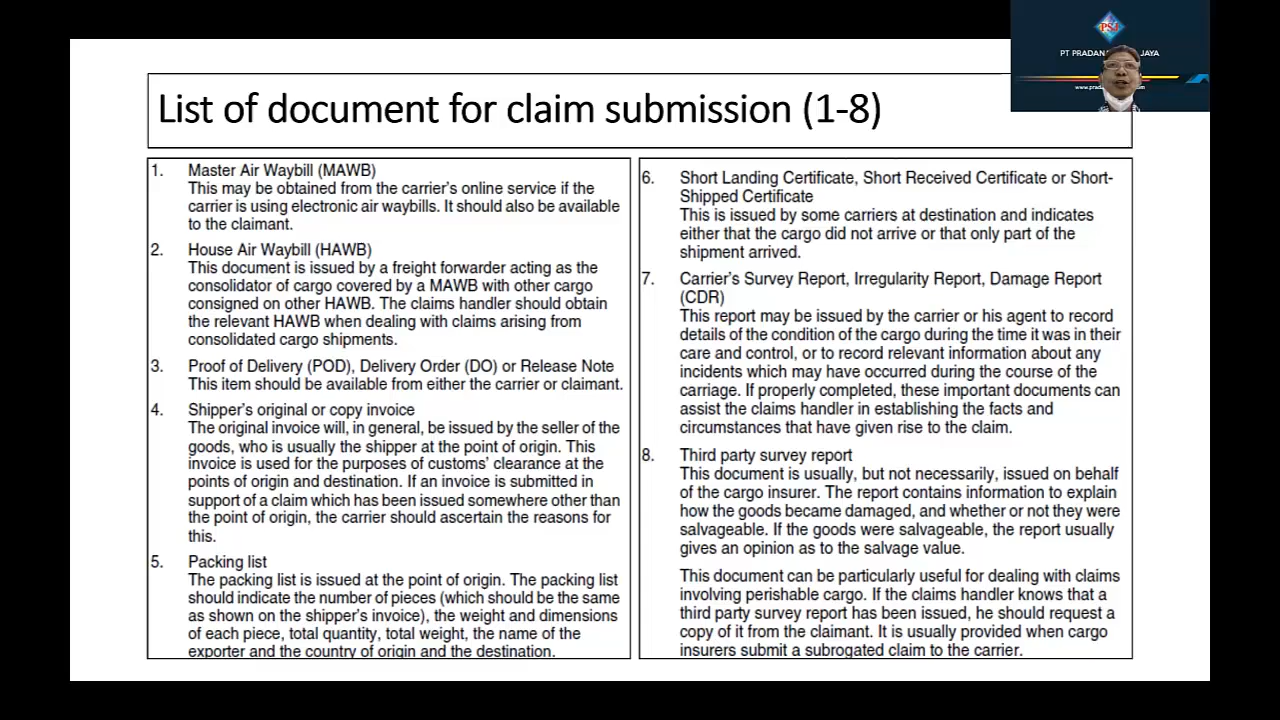 List of document for claim submission (1-8)
PSJ
PT PRADAN
JAYA
1. Master Air Waybill (MAWB)
This may be obtained from the carrier's online service if the
carrier is using electronic air waybills. It should also be available
to the claimant.
2. House Air Waybill (HAWB)
This document is issued by a freight forwarder acting as the
consolidator of cargo covered by a MAWB with other cargo
consigned on other HAWB. The claims handler should obtain
the relevant HAWB when dealing with claims arising from
consolidated cargo shipments.
3. Proof of Delivery (POD), Delivery Order (DO) or Release Note
This item should be available from either the carrier or claimant.
4. Shipper's original or copy invoice
The original invoice will, in general, be issued by the seller of the
goods, who is usually the shipper at the point of origin. This
invoice is used for the purposes of customs' clearance at the
points of origin and destination. If an invoice is submitted in
support of a claim which has been issued somewhere other than
the point of origin, the carrier should ascertain the reasons for
this.
5. Packing list
The packing list is issued at the point of origin. The packing list
should indicate the number of pieces (which should be the same
as shown on the shipper's invoice), the weight and dimensions
of each piece, total quantity, total weight, the name of the
exporter and the country of origin and the destination.
6. Short Landing Certificate, Short Received Certificate or Short-
Shipped Certificate
This is issued by some carriers at destination and indicates
either that the cargo did not arrive or that only part of the
shipment arrived.
7. Carrier's Survey Report, Irregularity Report, Damage Report
(CDR)
This report may be issued by the carrier or his agent to record
details of the condition of the cargo during the time it was in their
care and control, or to record relevant information about any
incidents which may have occurred during the course of the
carriage. If properly completed, these important documents can
assist the claims handler in establishing the facts and
circumstances that have given rise to the claim.
8. Third party survey report
This document is usually, but not necessarily, issued on behalf
of the cargo insurer. The report contains information to explain
how the goods became damaged, and whether or not they were
salvageable. If the goods were salvageable, the report usually
gives an opinion as to the salvage value.
This document can be particularly useful for dealing with claims
involving perishable cargo. If the claims handler knows that a
third party survey report has been issued, he should request a
copy of it from the claimant. It is usually provided when cargo
insurers submit a subrogated claim to the carrier.